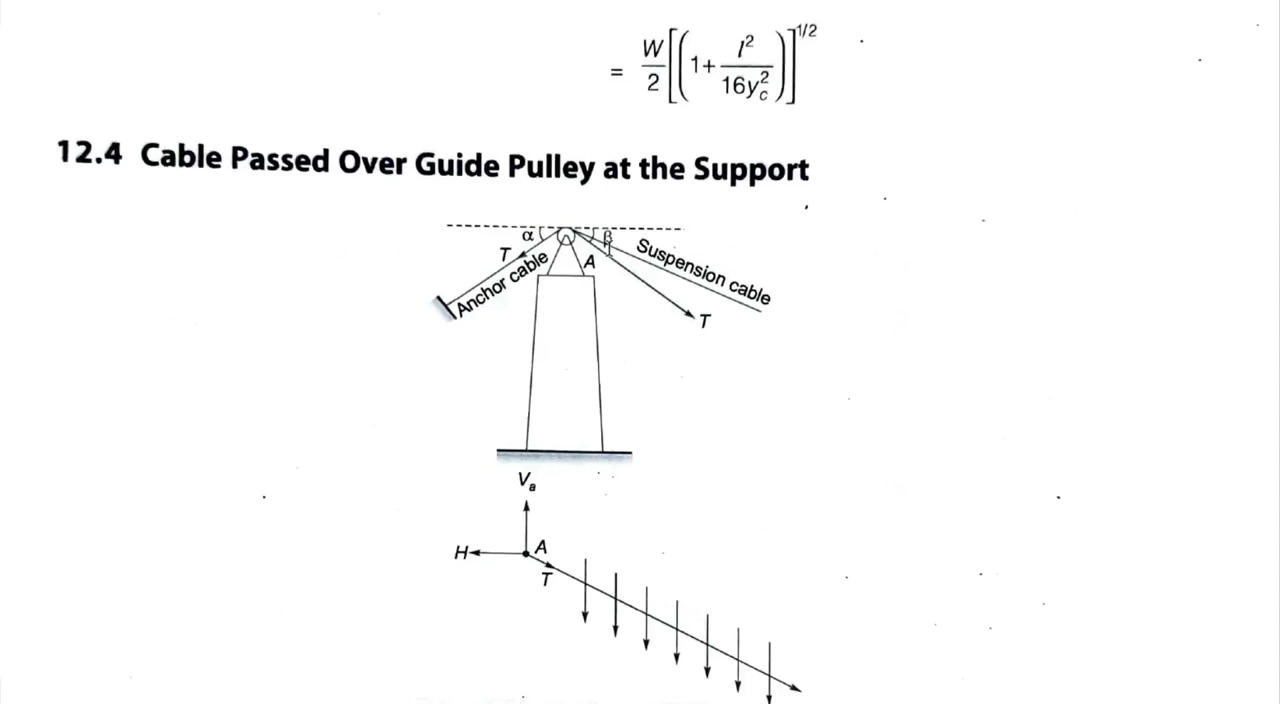 = W/2 [(1+ l²/16y_c²)]^1/2
12.4 Cable Passed Over Guide Pulley at the Support
α β
T Anchor cable A Suspension cable
T
Vₐ
H A
T